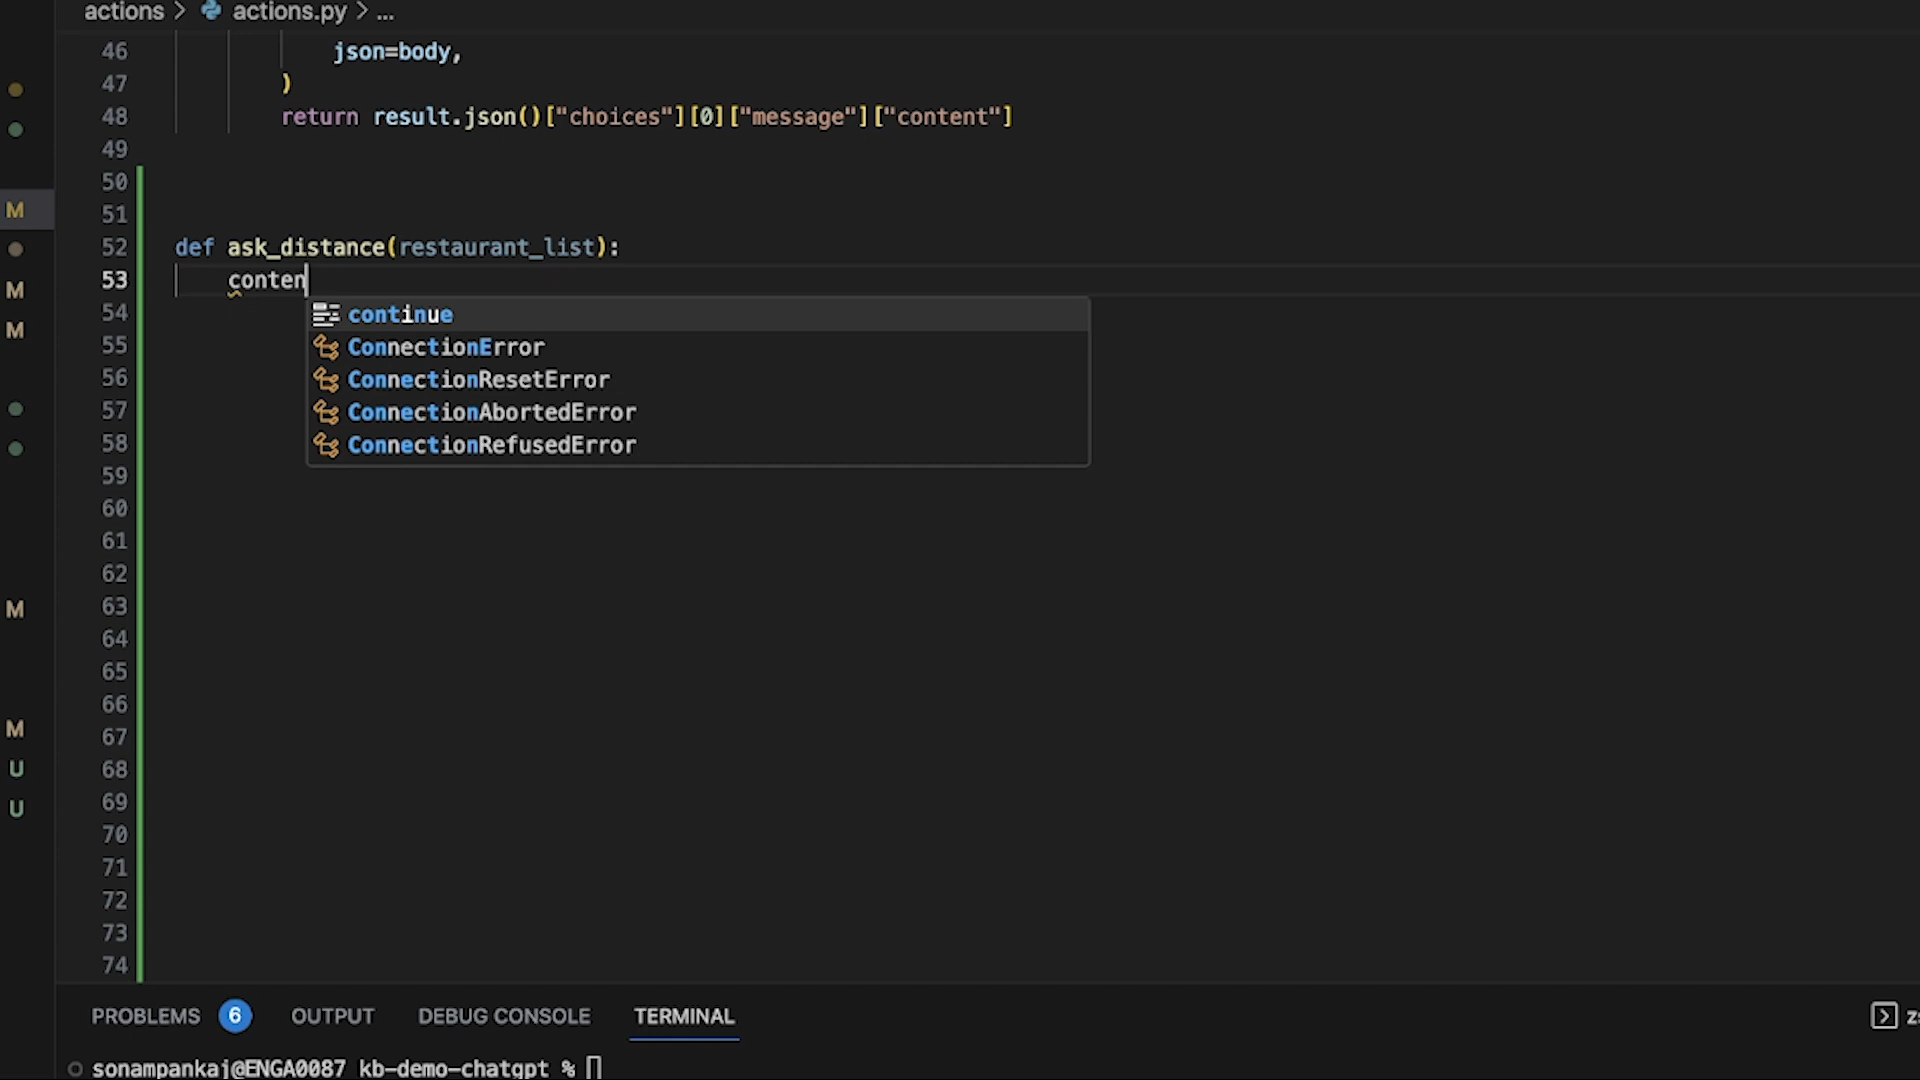 actions > actions.py > ...
46 json=body,
47 )
48 return result.json()["choices"][0]["message"]["content"]
49
50
51
52 def ask_distance(restaurant_list):
53 conten
continue
ConnectionError
ConnectionResetError
ConnectionAbortedError
ConnectionRefusedError
54
55
56
57
58
59
60
61
62
63
64
65
66
67
68
69
70
71
72
73
74
M
M
M
M
M
U
U
PROBLEMS 6 OUTPUT DEBUG CONSOLE TERMINAL
sonampankaj@ENGA0087 kb-demo-chatgpt %